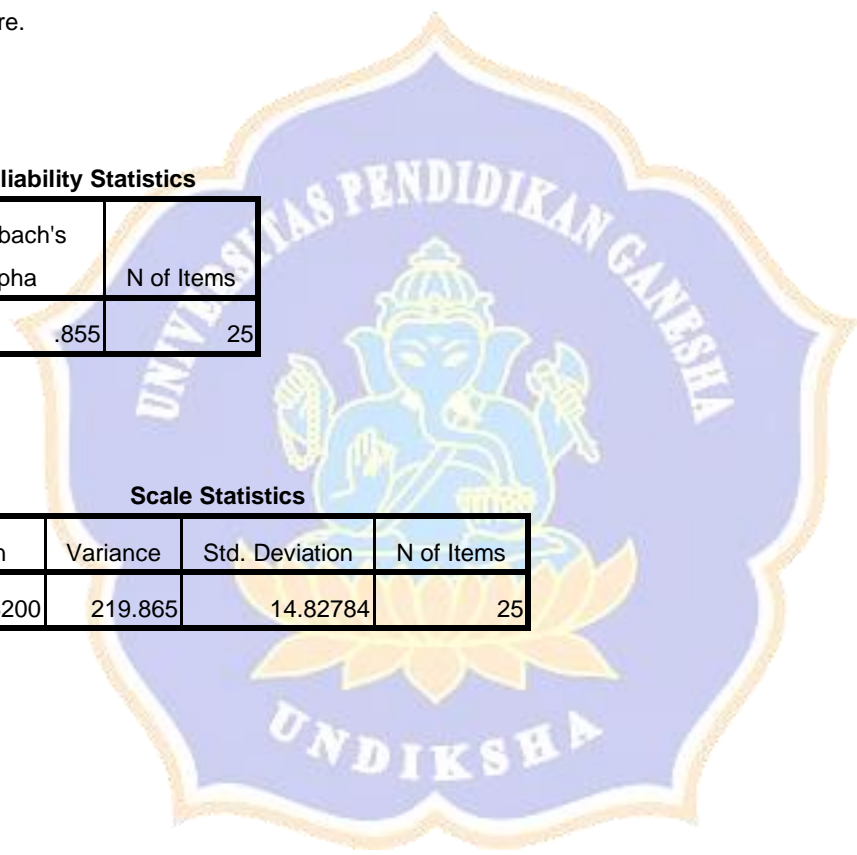 re.
liability Statistics
bach's
pha N of Items
.855 25
UNIVERSITAS PENDIDIKAN GANESHA
Scale Statistics
n Variance Std. Deviation N of Items
200 219.865 14.82784 25
UNDIKSHA